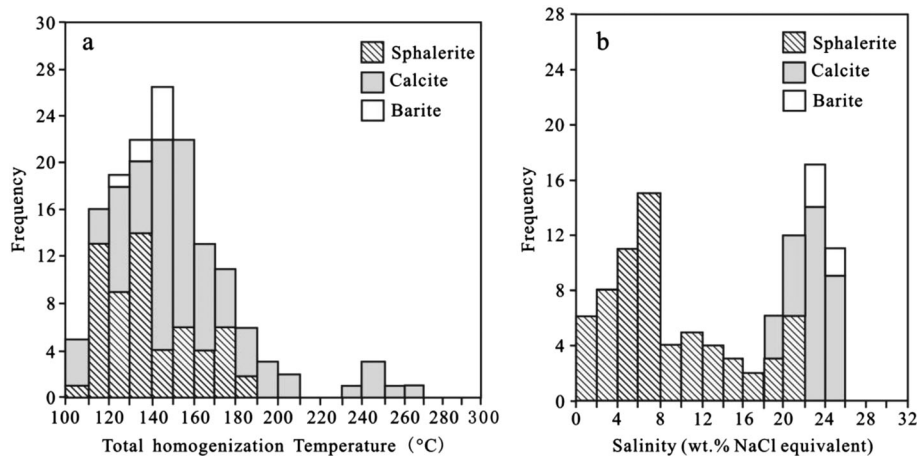 a
30
28
24
20
16
12
8
4
0
Frequency
Sphalerite
Calcite
Barite
100 120 140 160 180 200 220 240 260 280 300
Total homogenization Temperature (°C)
b
28
24
20
16
12
8
4
0
Frequency
Sphalerite
Calcite
Barite
0 4 8 12 16 20 24 28 32
Salinity (wt.% NaCl equivalent)